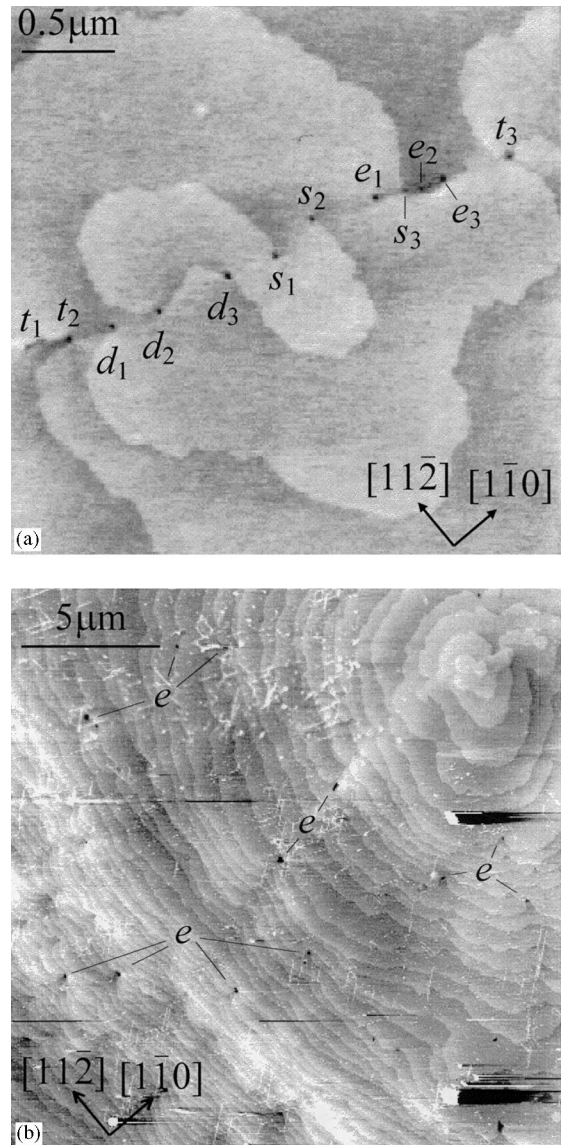 0.5μm
t₃
e₂
e₁
s₂
s₃
e₃
s₁
d₃
t₂
t₁
d₂
d₁
[112̄] [11̄0]
(a)
5μm
e
e
e
e
[112̄] [11̄0]
(b)